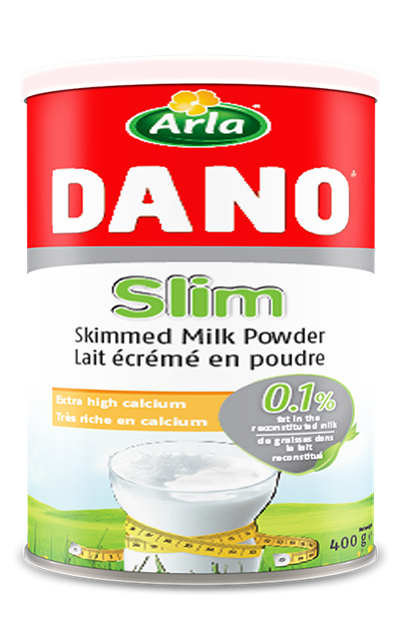 Arla
DANO
Slim
Skimmed Milk Powder
Lait écrémé en poudre
Extra high calcium
Très riche en calcium
0.1%
fat in the
reconstituted milk
de graisses dans
le lait
reconstitué
400 g e